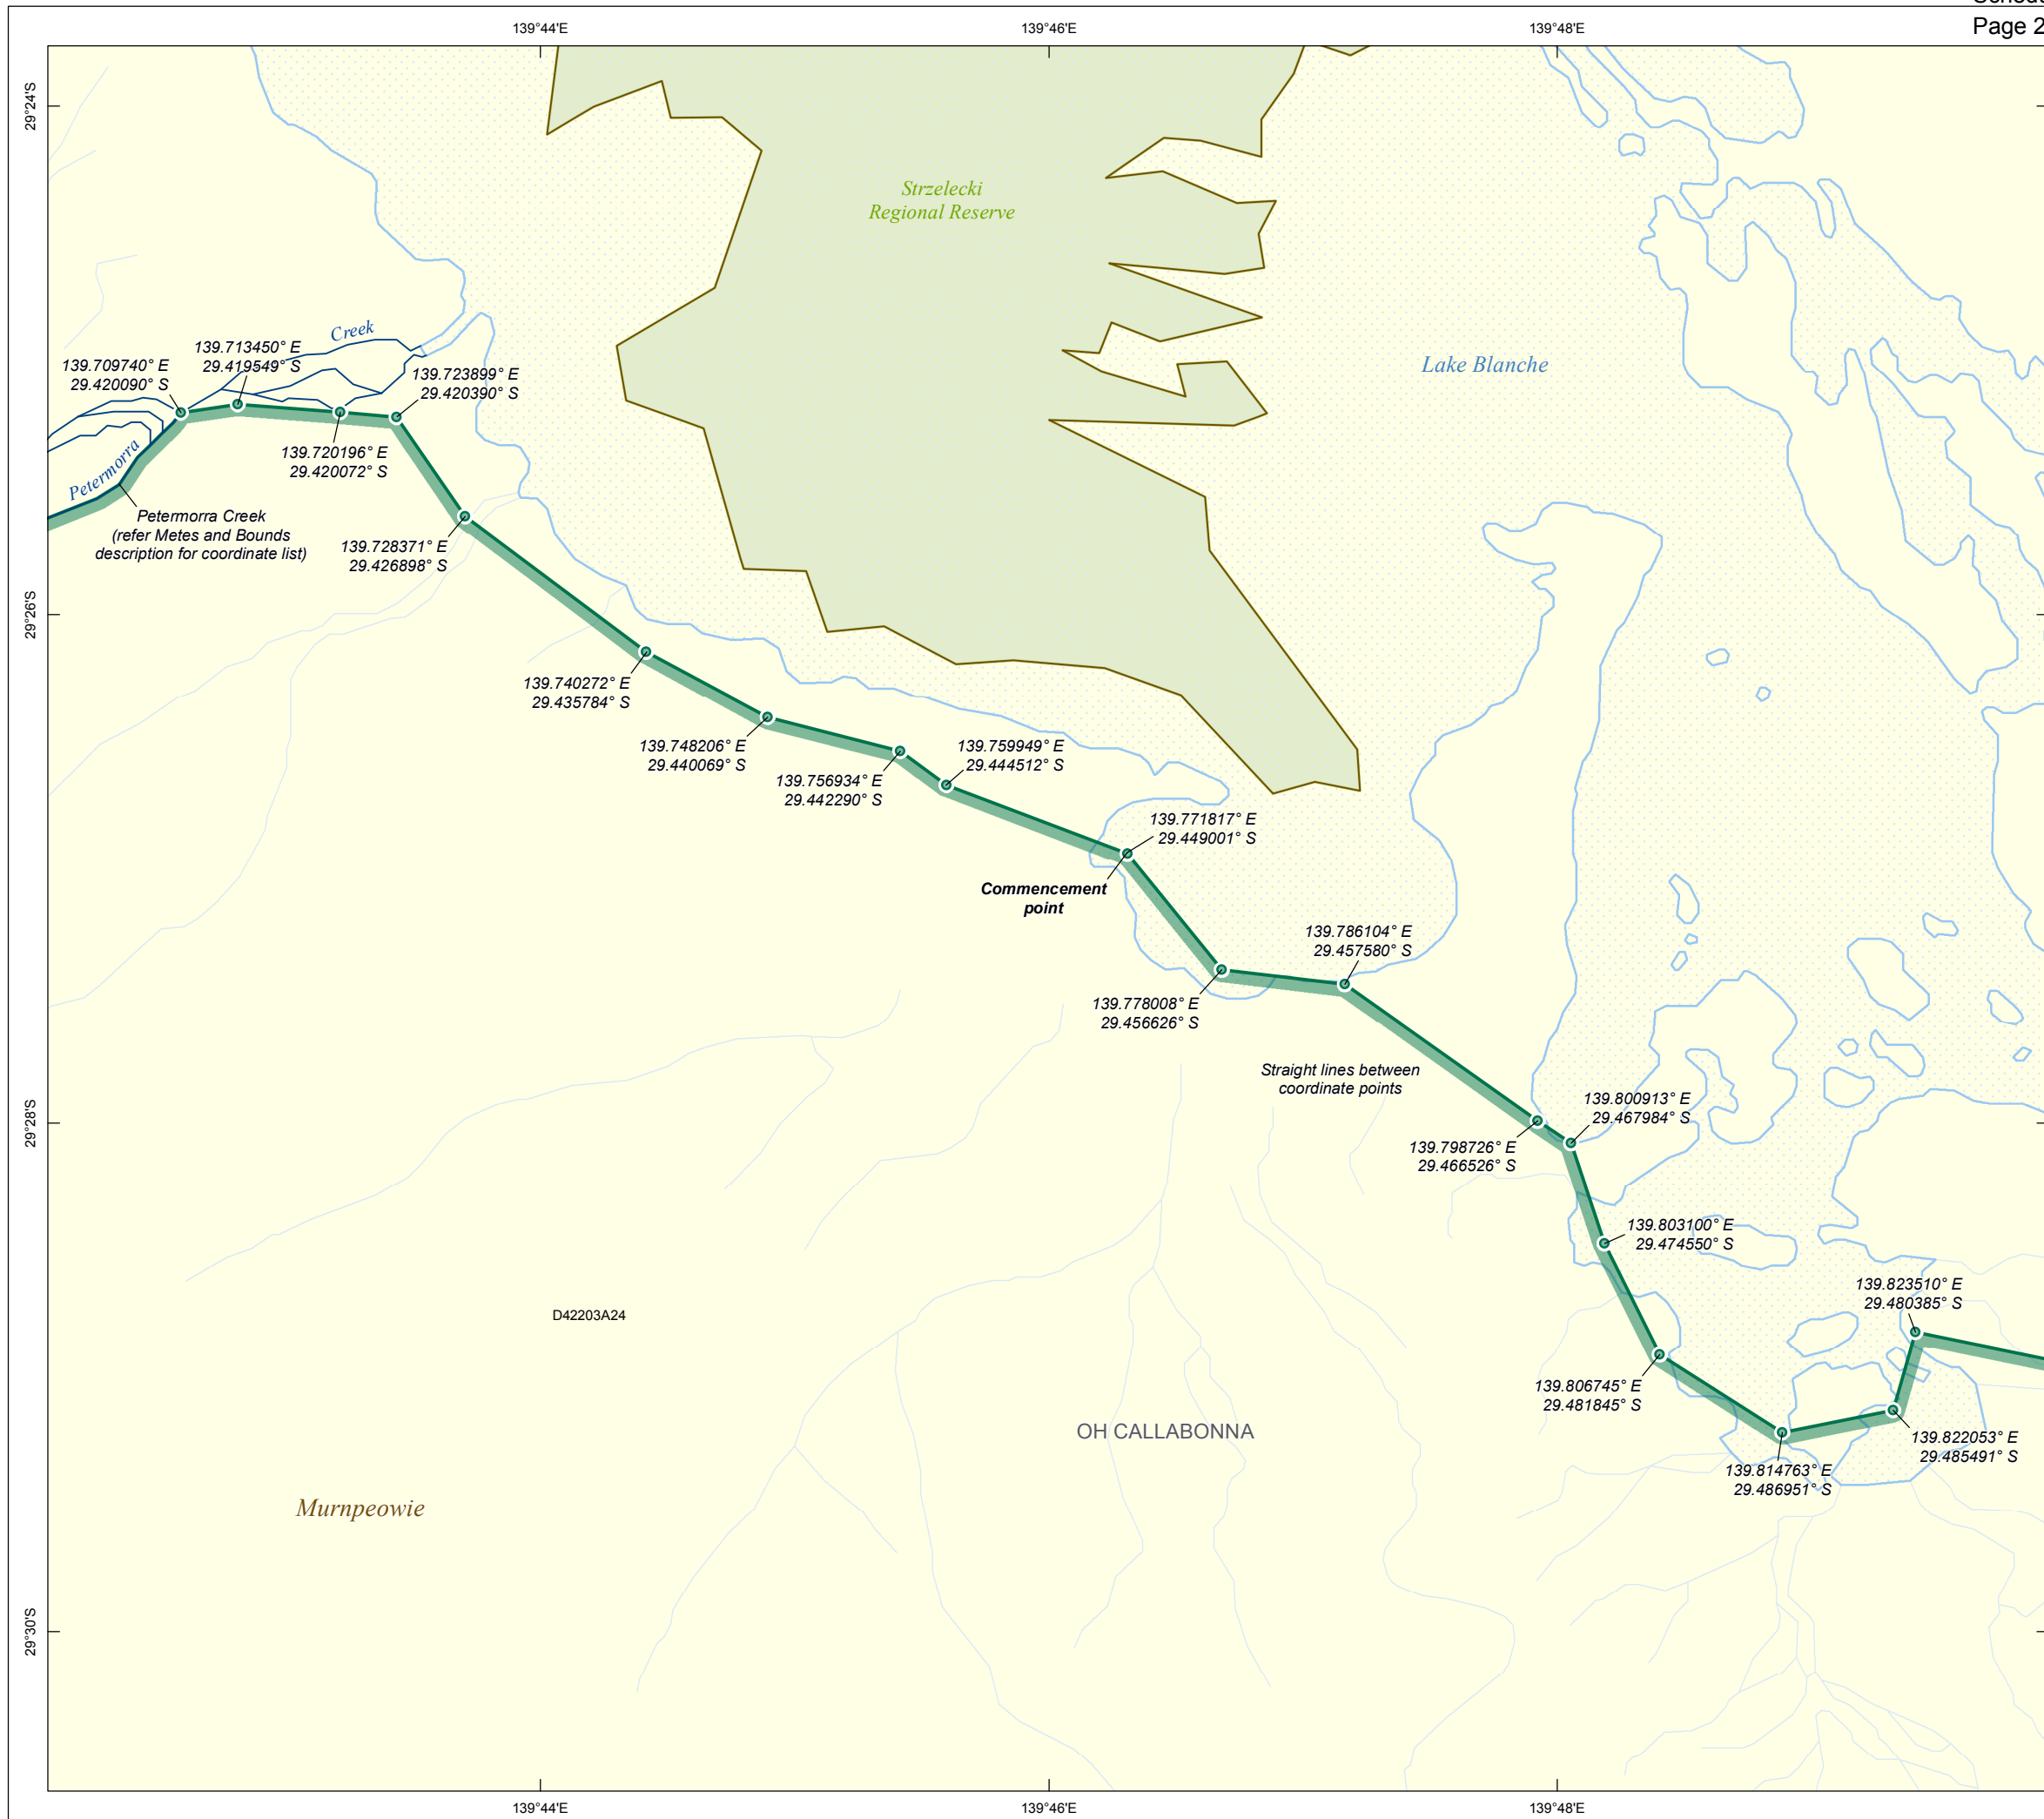 Page 2
139°44'E
139°46'E
139°48'E
29°24'S
Strzelecki
Regional Reserve
Creek
139.713450° E
29.419549° S
139.709740° E
29.420090° S
139.723899° E
29.420390° S
Lake Blanche
139.720196° E
29.420072° S
Petermorra
Petermorra Creek
(refer Metes and Bounds
description for coordinate list)
139.728371° E
29.426898° S
29°26'S
139.740272° E
29.435784° S
139.748206° E
29.440069° S
139.759949° E
29.444512° S
139.756934° E
29.442290° S
139.771817° E
29.449001° S
Commencement
point
139.786104° E
29.457580° S
139.778008° E
29.456626° S
Straight lines between
coordinate points
29°28'S
139.800913° E
29.467984° S
139.798726° E
29.466526° S
139.803100° E
29.474550° S
139.823510° E
29.480385° S
D42203A24
139.806745° E
29.481845° S
OH CALLABONNA
139.822053° E
29.485491° S
139.814763° E
29.486951° S
Murnpeowie
29°30'S
139°44'E
139°46'E
139°48'E